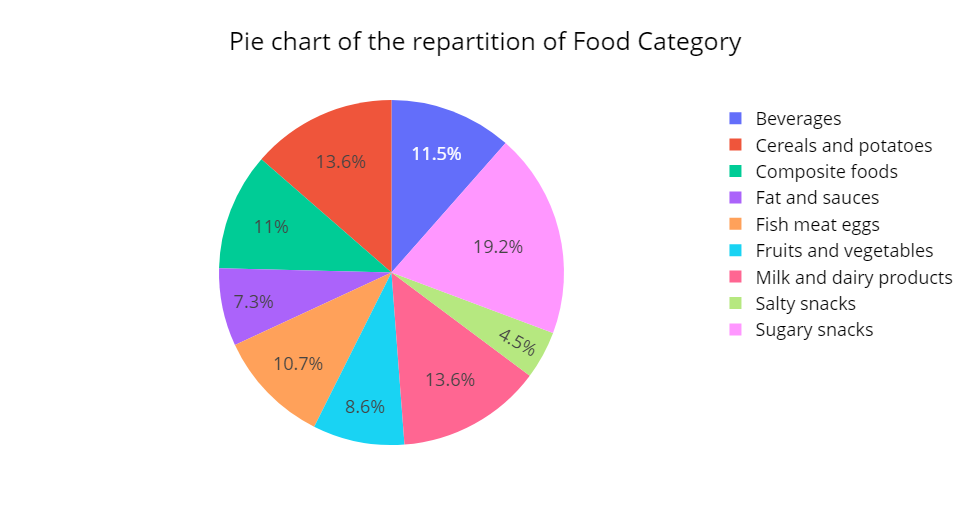 Pie chart of the repartition of Food Category
11.5%
13.6%
19.2%
11%
7.3%
4.5%
10.7%
13.6%
8.6%
Beverages
Cereals and potatoes
Composite foods
Fat and sauces
Fish meat eggs
Fruits and vegetables
Milk and dairy products
Salty snacks
Sugary snacks